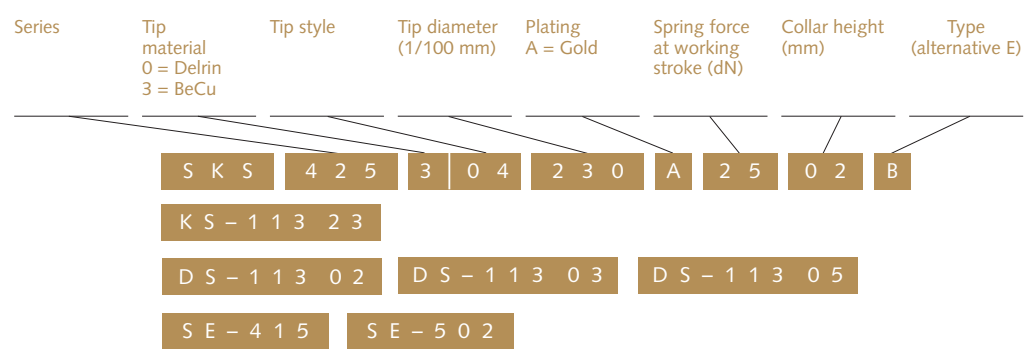 Series Tip Tip style Tip diameter Plating Spring force Collar height Type
material (1/100 mm) A = Gold at working (mm) (alternative E)
0 = Delrin stroke (dN)
3 = BeCu
S K S 4 2 5 3 0 4 2 3 0 A 2 5 0 2 B
K S – 1 1 3 2 3
D S – 1 1 3 0 2 D S – 1 1 3 0 3 D S – 1 1 3 0 5
S E – 4 1 5 S E – 5 0 2